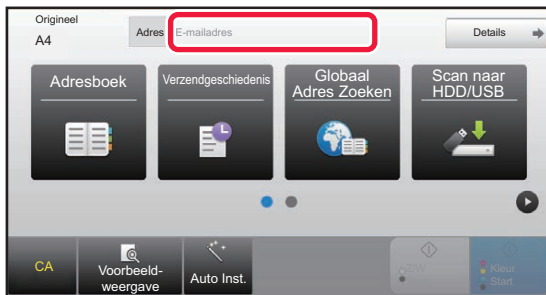 Origineel
A4
Adres
E-mailadres
Details
Adresboek
Verzendgeschiedenis
Globaal
Adres Zoeken
Scan naar
HDD/USB
CA
Voorbeeld-
weergave
Auto Inst.
Z/W
Start
Kleur
Start